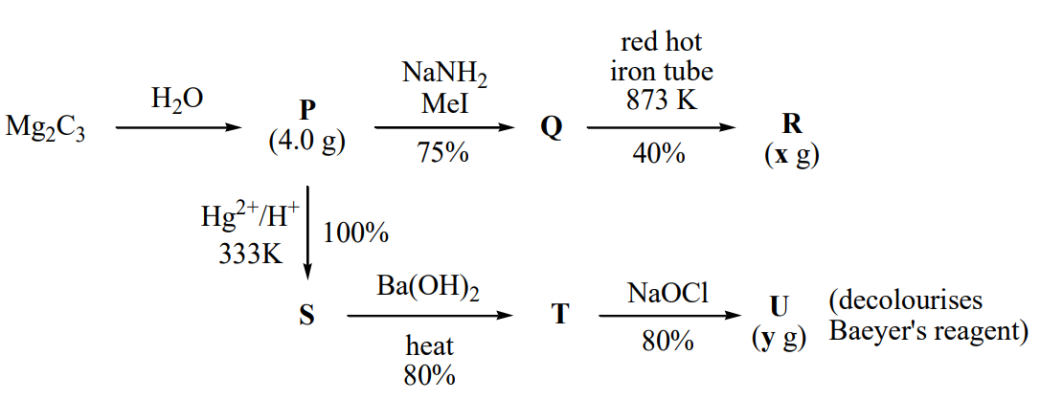 Mg₂C₃
H₂O
P
(4.0 g)
NaNH₂
MeI
75%
Q
red hot
iron tube
873 K
40%
R
(x g)
Hg²⁺/H⁺
333K
100%
S
Ba(OH)₂
heat
80%
T
NaOCl
80%
U
(y g)
(decolourises
Baeyer's reagent)